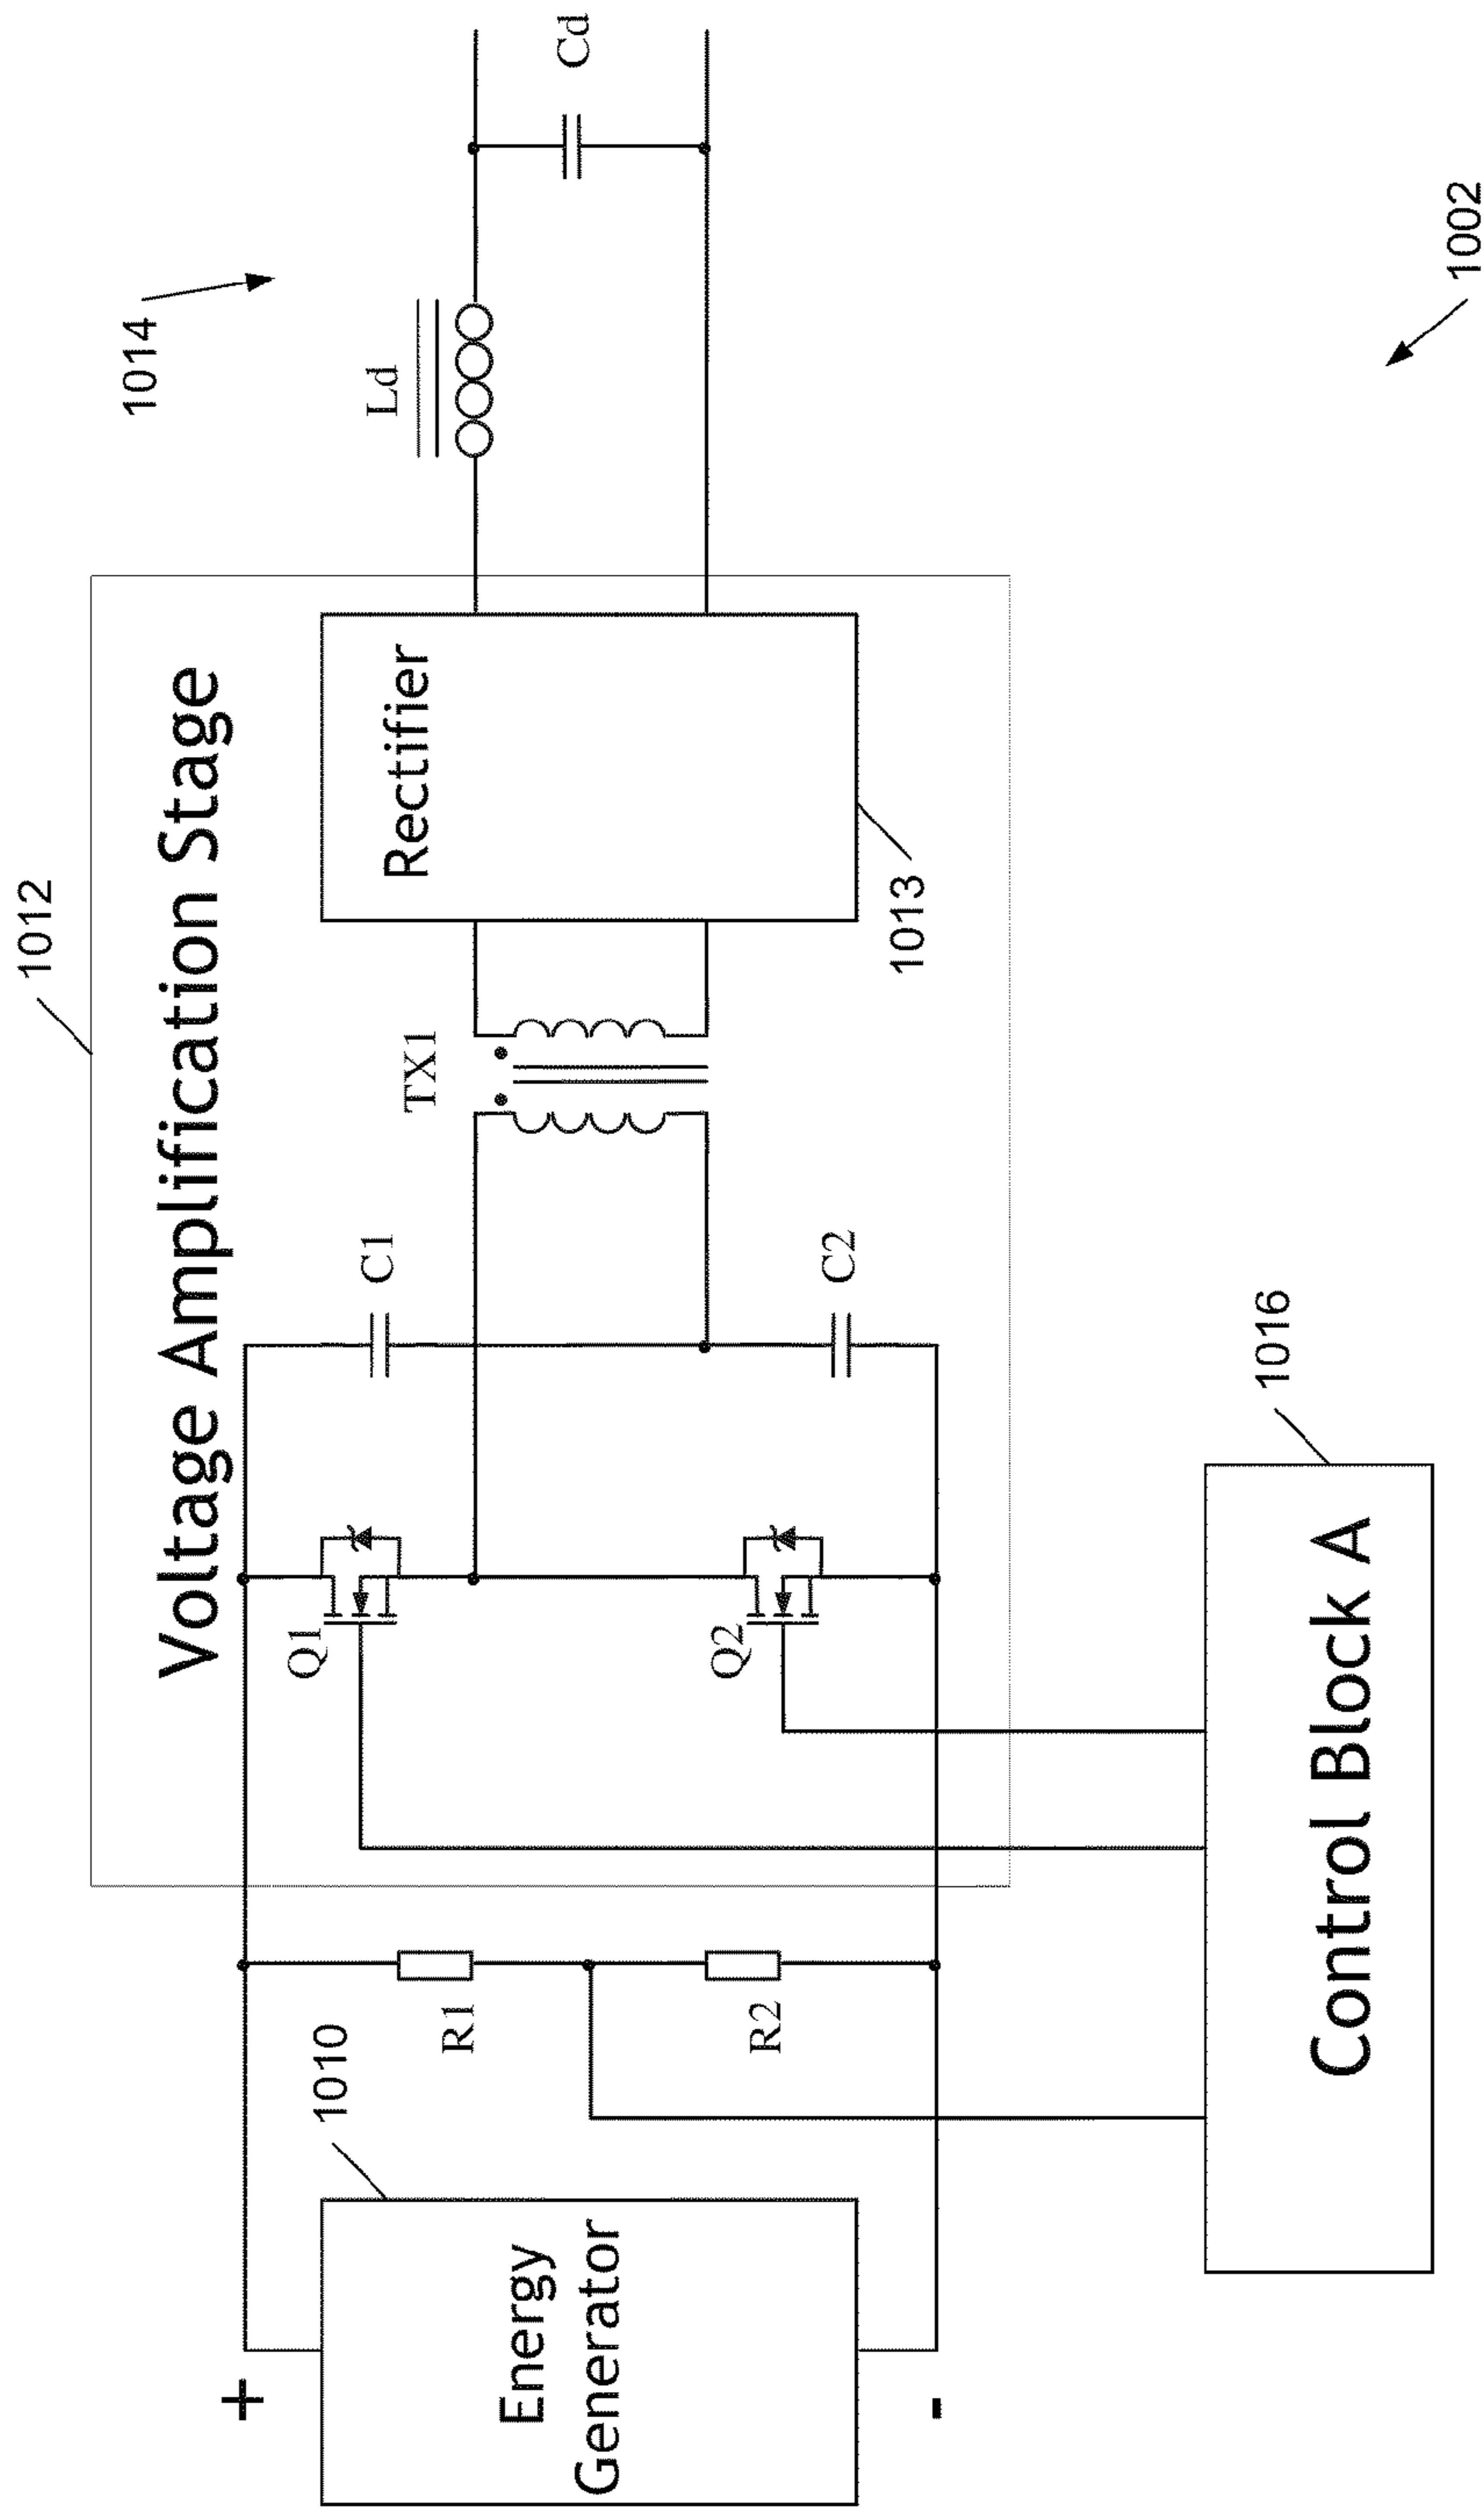 1012
1014
Voltage Amplification Stage
+
1010
Q1
C1
TX1
Rectifier
Ld
Cd
Energy
Generator
R1
R2
Q2
C2
1013
-
Control Block A
1016
1002